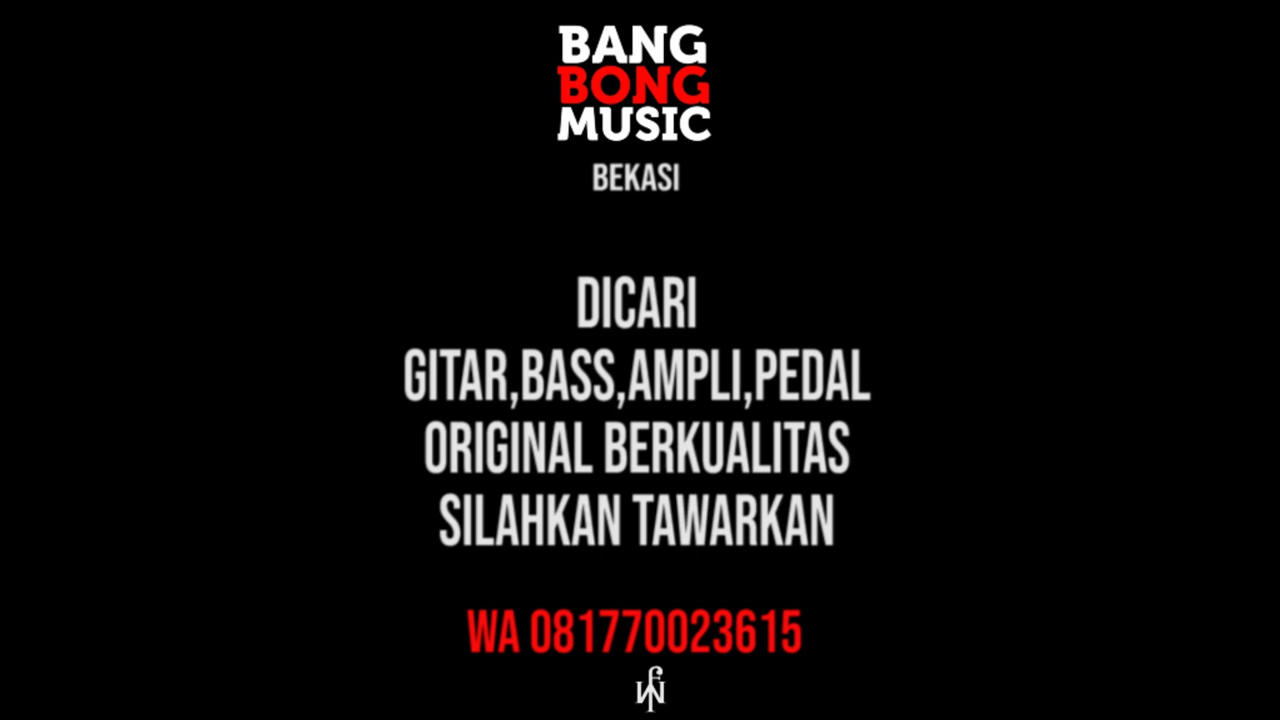 BANG
BONG
MUSIC
BEKASI
DICARI
GITAR,BASS,AMPLI,PEDAL
ORIGINAL BERKUALITAS
SILAHKAN TAWARKAN
WA 081770023615